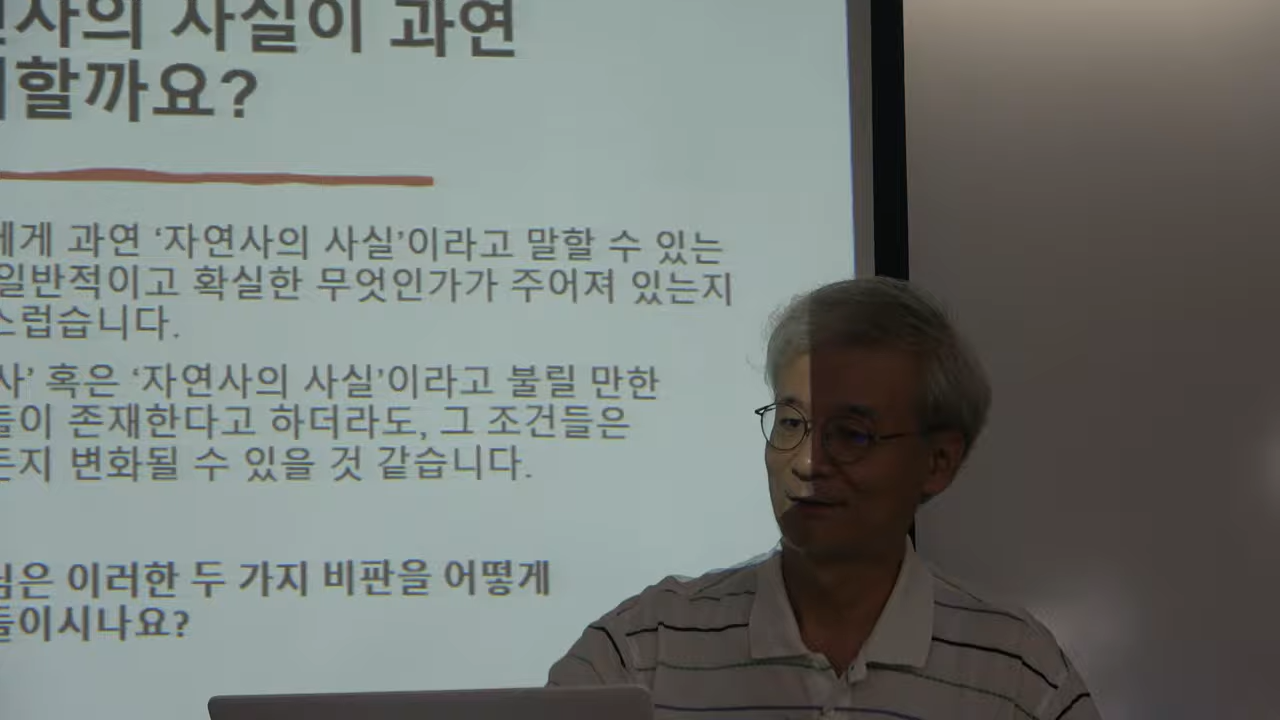 사의 사실이 과연
할까요?
에게 과연 ‘자연사의 사실’이라고 말할 수 있는
일반적이고 확실한 무엇인가가 주어져 있는지
스럽습니다.
사’ 혹은 ‘자연사의 사실’이라고 불릴 만한
들이 존재한다고 하더라도, 그 조건들은
든지 변화될 수 있을 것 같습니다.
님은 이러한 두 가지 비판을 어떻게
들이시나요?